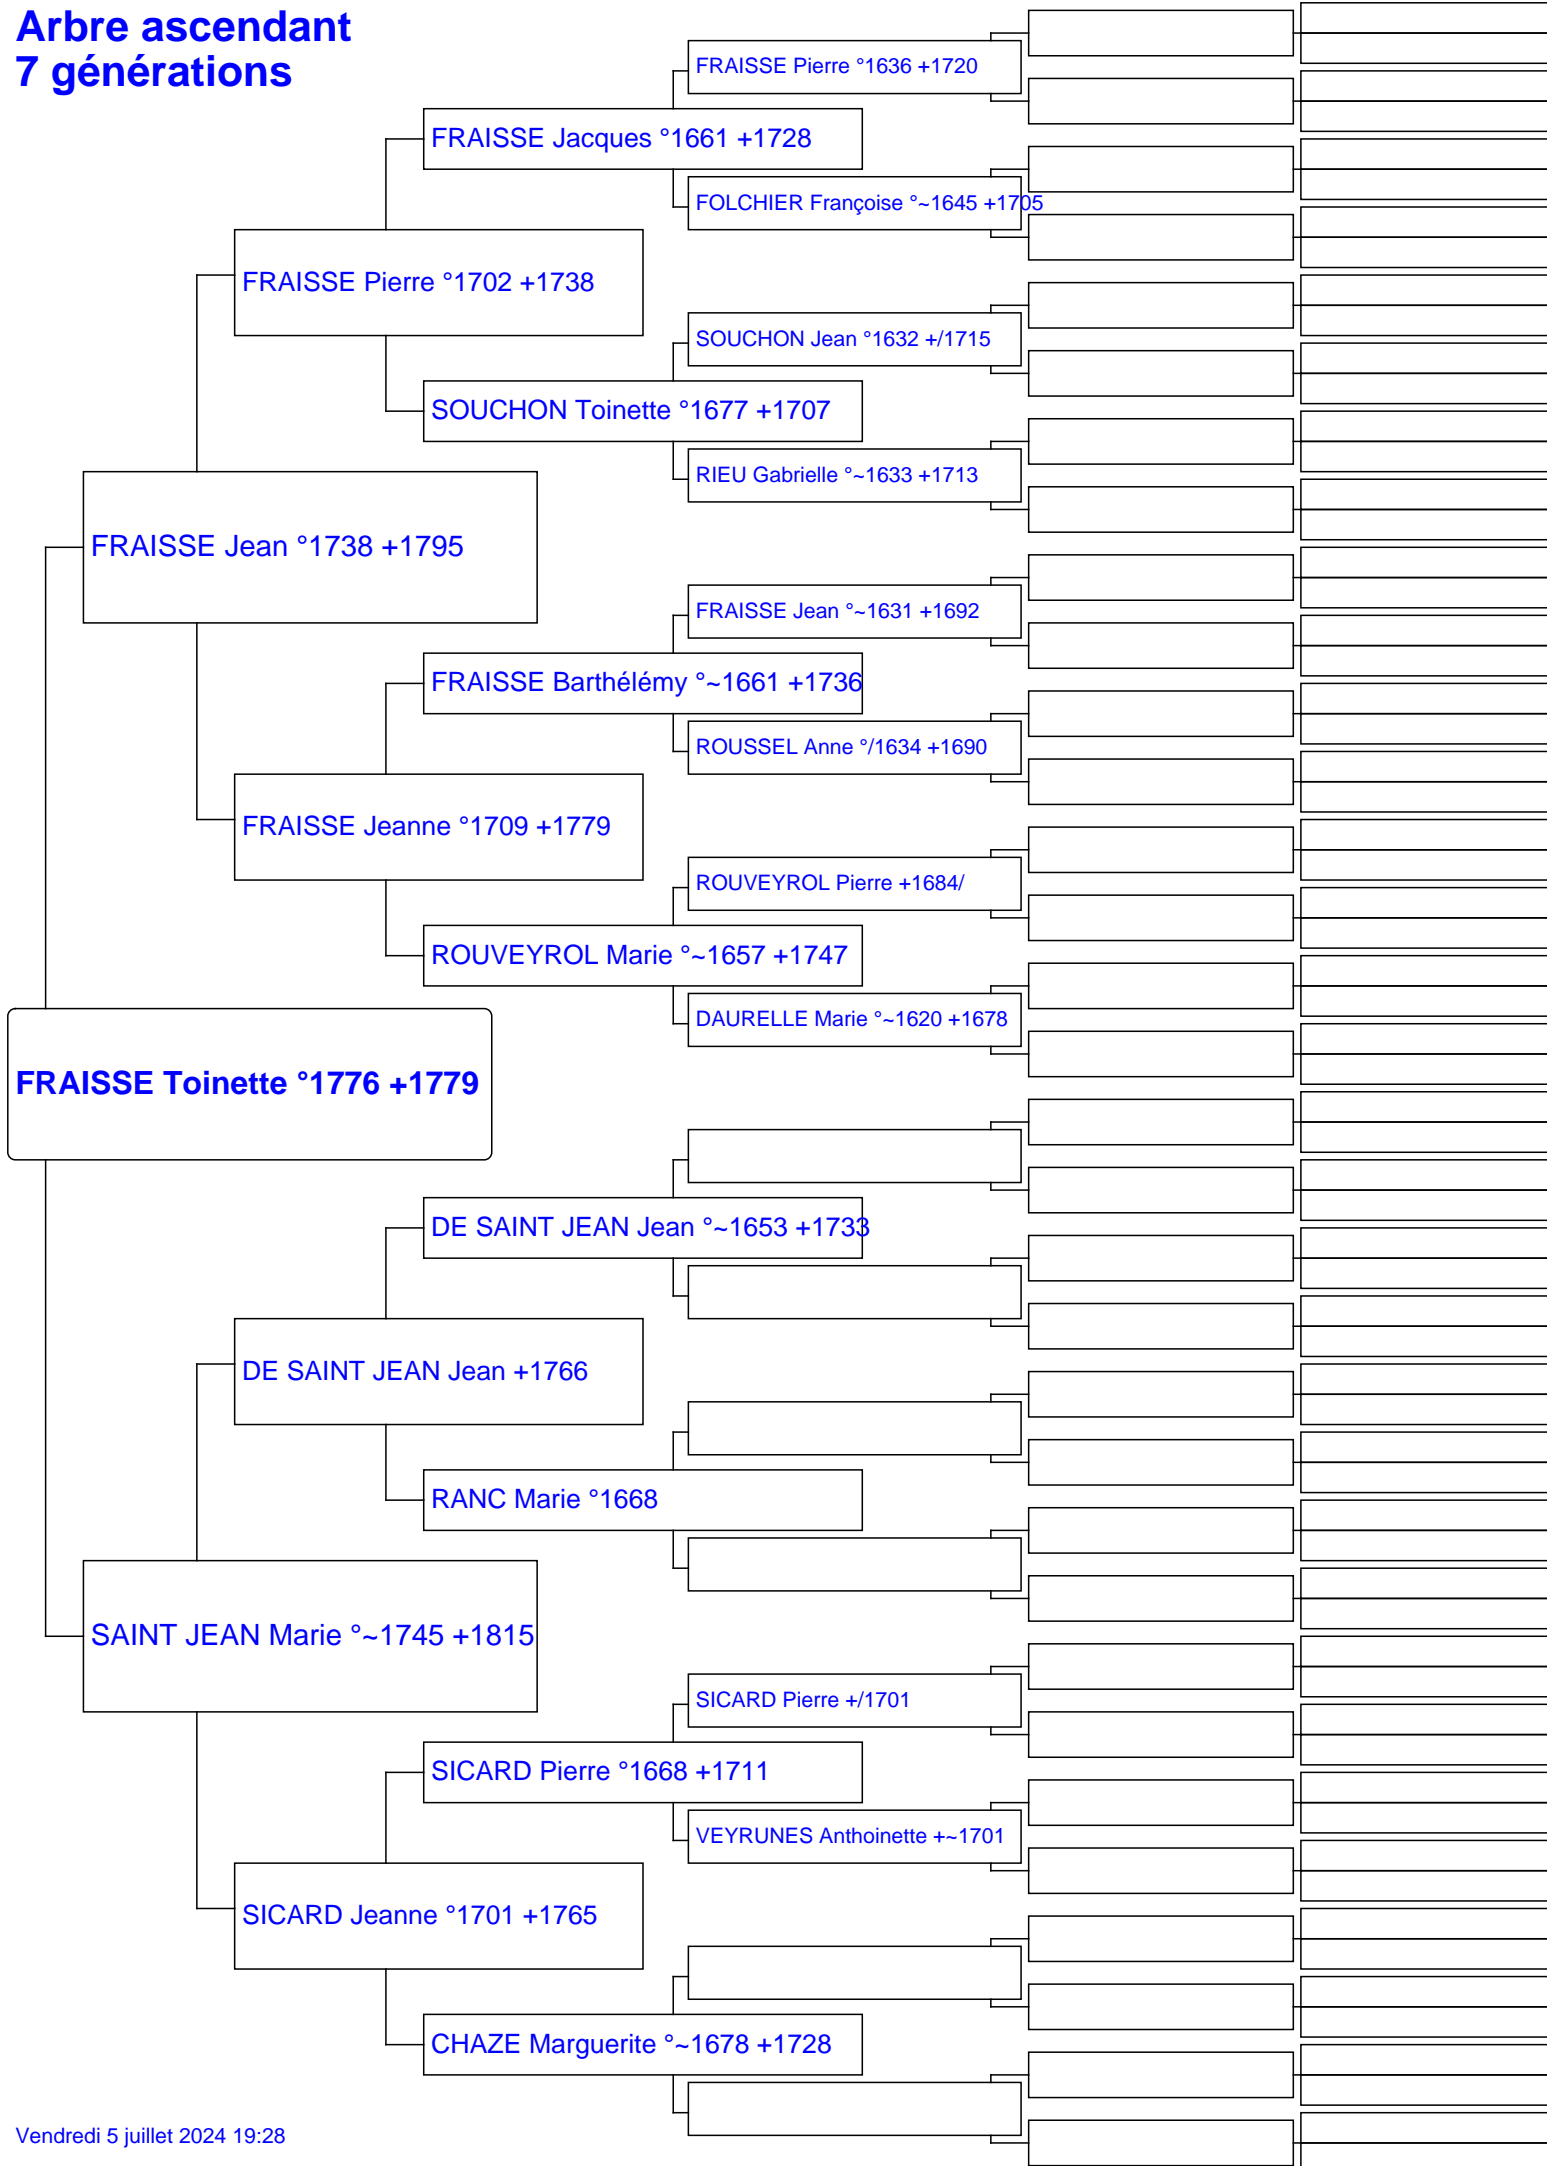 Arbre ascendant
7 générations
FRAISSE Pierre °1636 +1720
FRAISSE Jacques °1661 +1728
FOLCHIER Françoise °~1645 +1705
FRAISSE Pierre °1702 +1738
SOUCHON Jean °1632 +/1715
SOUCHON Toinette °1677 +1707
RIEU Gabrielle °~1633 +1713
FRAISSE Jean °1738 +1795
FRAISSE Jean °~1631 +1692
FRAISSE Barthélémy °~1661 +1736
ROUSSEL Anne °/1634 +1690
FRAISSE Jeanne °1709 +1779
ROUVEYROL Pierre +1684/
ROUVEYROL Marie °~1657 +1747
DAURELLE Marie °~1620 +1678
FRAISSE Toinette °1776 +1779
DE SAINT JEAN Jean °~1653 +1733
DE SAINT JEAN Jean +1766
RANC Marie °1668
SAINT JEAN Marie °~1745 +1815
SICARD Pierre +/1701
SICARD Pierre °1668 +1711
VEYRUNES Anthoinette +~1701
SICARD Jeanne °1701 +1765
CHAZE Marguerite °~1678 +1728
Vendredi 5 juillet 2024 19:28